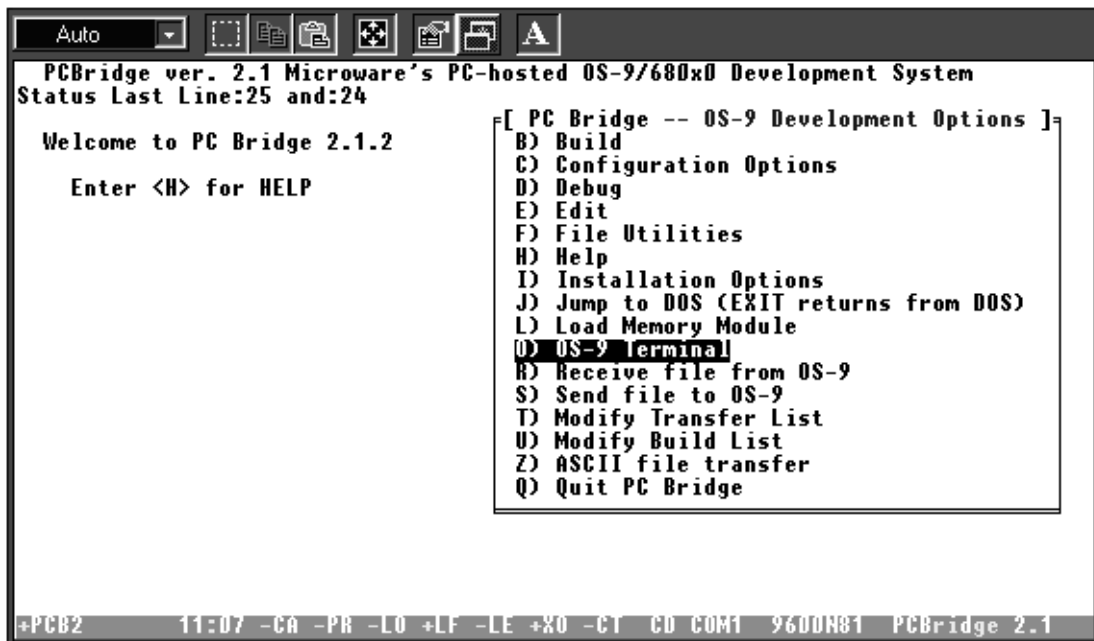 Auto
A
PCBridge ver. 2.1 Microware's PC-hosted OS-9/680x0 Development System
Status Last Line:25 and:24
[ PC Bridge -- OS-9 Development Options ]
Welcome to PC Bridge 2.1.2
Enter <H> for HELP
B) Build
C) Configuration Options
D) Debug
E) Edit
F) File Utilities
H) Help
I) Installation Options
J) Jump to DOS (EXIT returns from DOS)
L) Load Memory Module
O) OS-9 Terminal
R) Receive file from OS-9
S) Send file to OS-9
T) Modify Transfer List
U) Modify Build List
Z) ASCII file transfer
Q) Quit PC Bridge
+PCB2 11:07 -CA -PR -LO +LF -LE +XO -CT CD COM1 9600N81 PCBridge 2.1